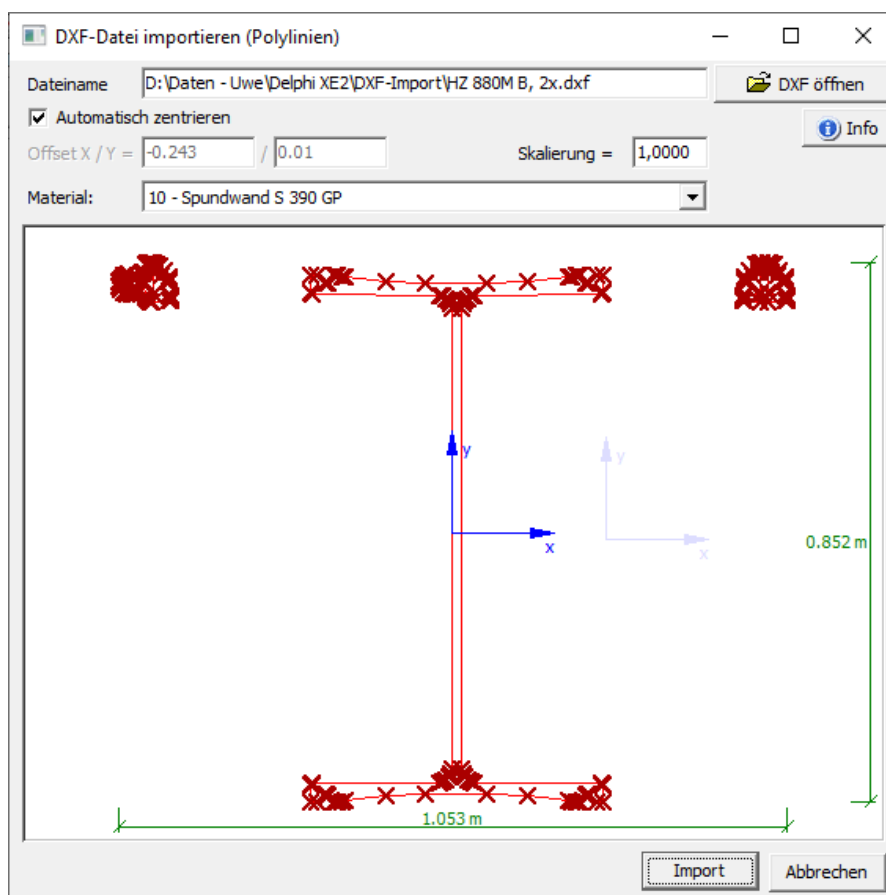 DXF-Datei importieren (Polylinien)
Dateiname D:\Daten - Uwe\Delphi XE2\DXF-Import\HZ 880M B, 2x.dxf DXF öffnen
Automatisch zentrieren
Info
Offset X / Y = -0.243 / 0.01 Skalierung = 1,0000
Material: 10 - Spundwand S 390 GP
y
y
x
x
0.852 m
1.053 m
Import Abbrechen